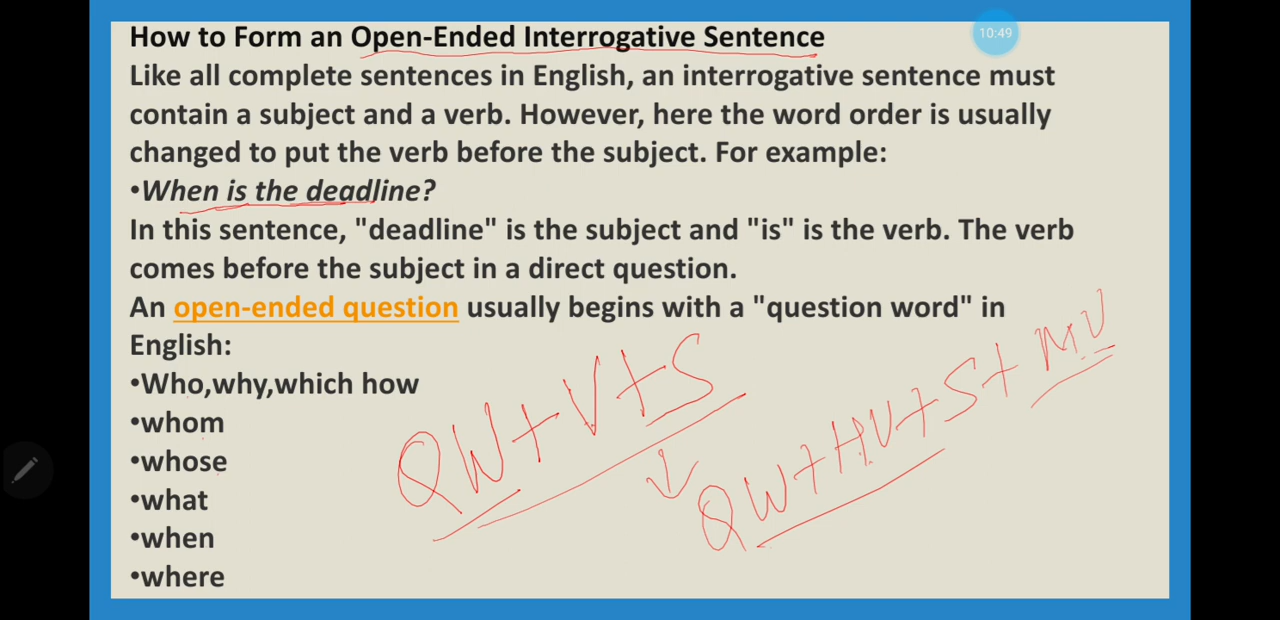 How to Form an Open-Ended Interrogative Sentence
10:49
Like all complete sentences in English, an interrogative sentence must
contain a subject and a verb. However, here the word order is usually
changed to put the verb before the subject. For example:
•When is the deadline?
In this sentence, "deadline" is the subject and "is" is the verb. The verb
comes before the subject in a direct question.
An open-ended question usually begins with a "question word" in
English:
•Who,why,which how
•whom
•whose
•what
•when
•where
QW+V+S
QW+HV+S+MV